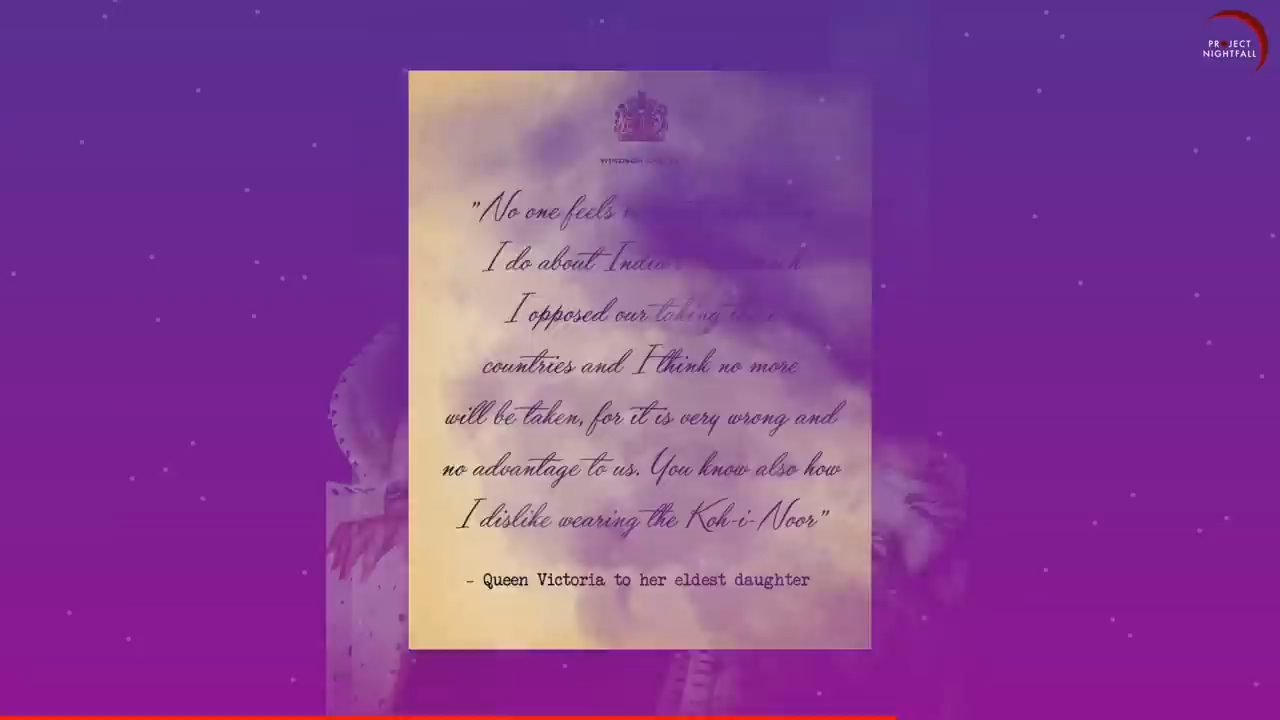 PROJECT
NIGHTFALL
"No one feels
I do about India
I opposed our taking
countries and I think no more
will be taken, for it is very wrong and
no advantage to us. You know also how
I dislike wearing the Koh-i-Noor"
- Queen Victoria to her eldest daughter